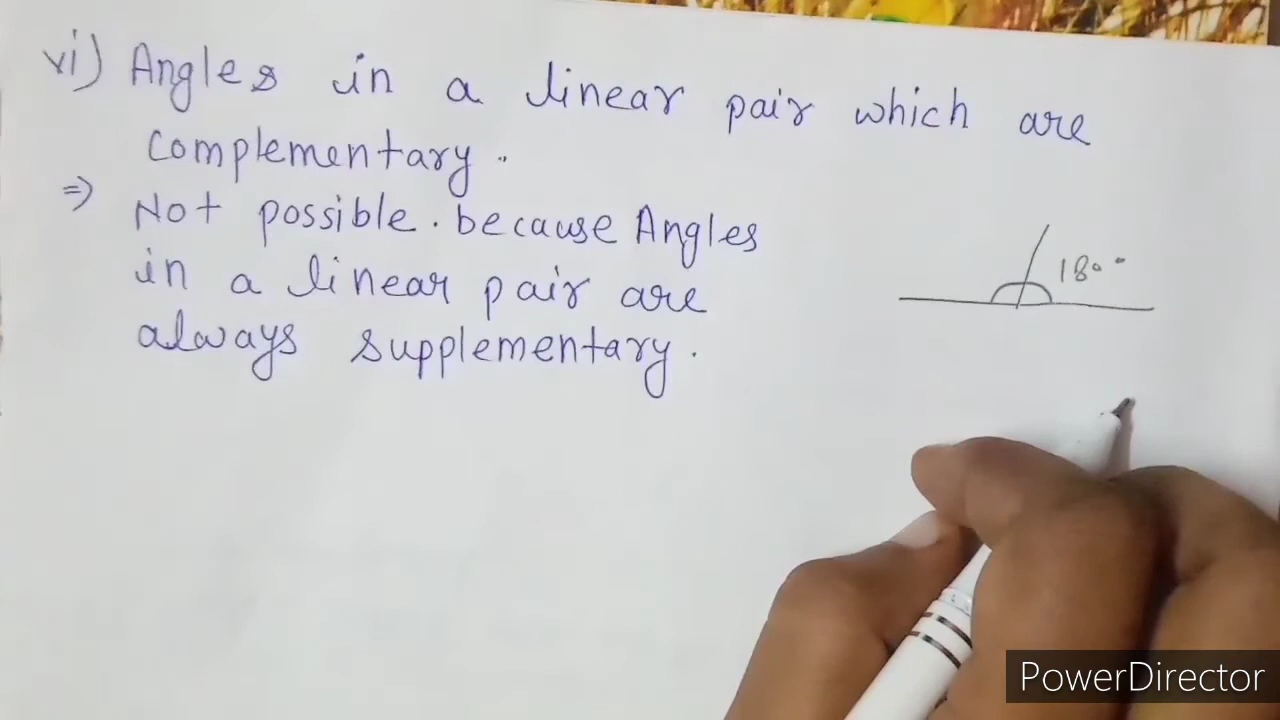 vi) Angles in a linear pair which are
complementary.
⇒ Not possible. because Angles
in a linear pair are
always supplementary.
180°
PowerDirector